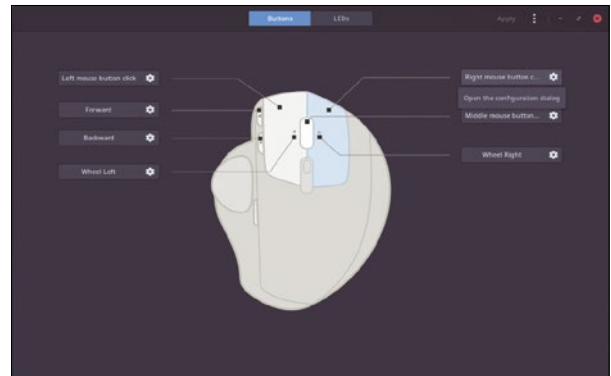 Buttons LEDs Apply
Left mouse button click
Right mouse button c...
Open the configuration dialog
Forward
Middle mouse button...
Backward
Wheel Right
Wheel Left